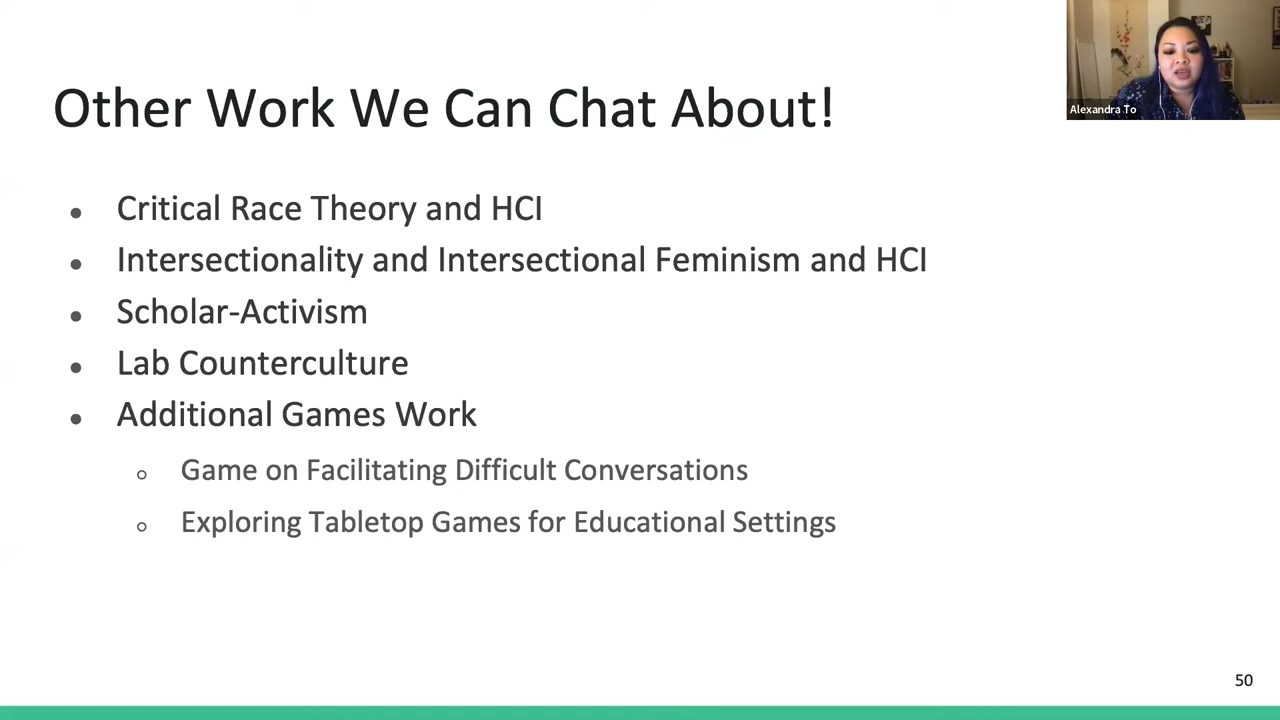 Other Work We Can Chat About!
Alexandra To
● Critical Race Theory and HCI
● Intersectionality and Intersectional Feminism and HCI
● Scholar-Activism
● Lab Counterculture
● Additional Games Work
○ Game on Facilitating Difficult Conversations
○ Exploring Tabletop Games for Educational Settings
50